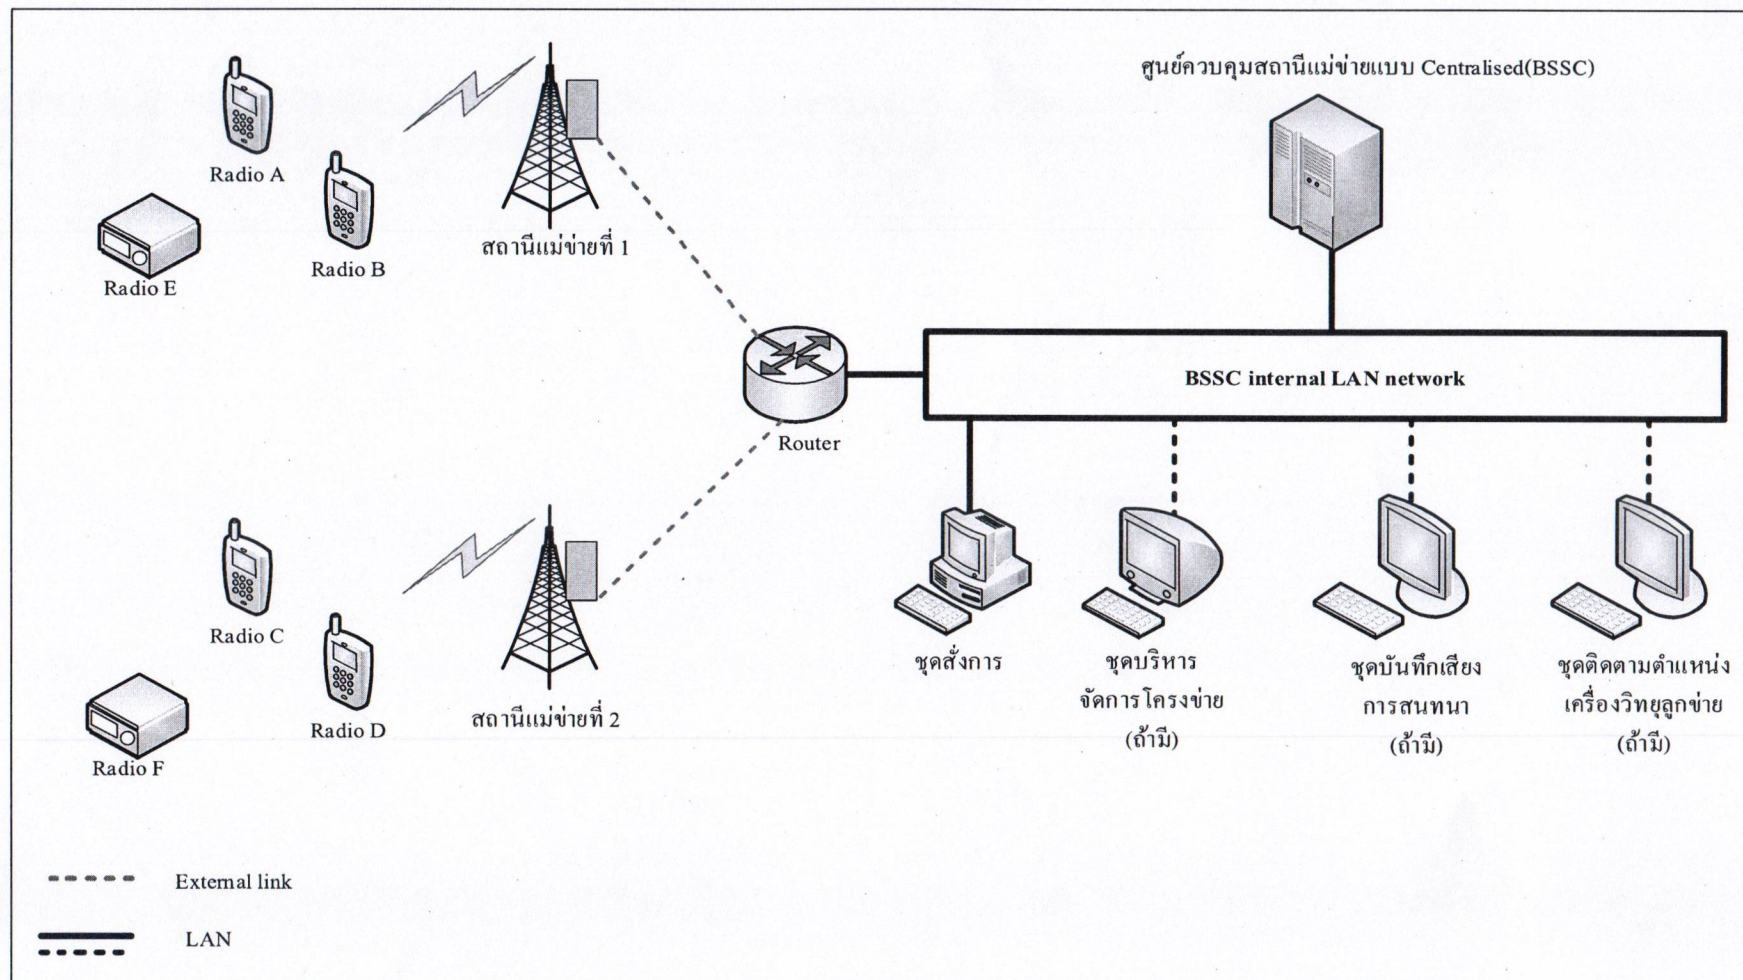 ศูนย์ควบคุมสถานีแม่ข่ายแบบ Centralised(BSSC)
Radio A
Radio B
Radio E
สถานีแม่ข่ายที่ 1
BSSC internal LAN network
Router
Radio C
Radio D
Radio F
สถานีแม่ข่ายที่ 2
ชุดสั่งการ
ชุดบริหาร
จัดการโครงข่าย
(ถ้ามี)
ชุดบันทึกเสียง
การสนทนา
(ถ้ามี)
ชุดติดตามตำแหน่ง
เครื่องวิทยุลูกข่าย
(ถ้ามี)
External link
LAN